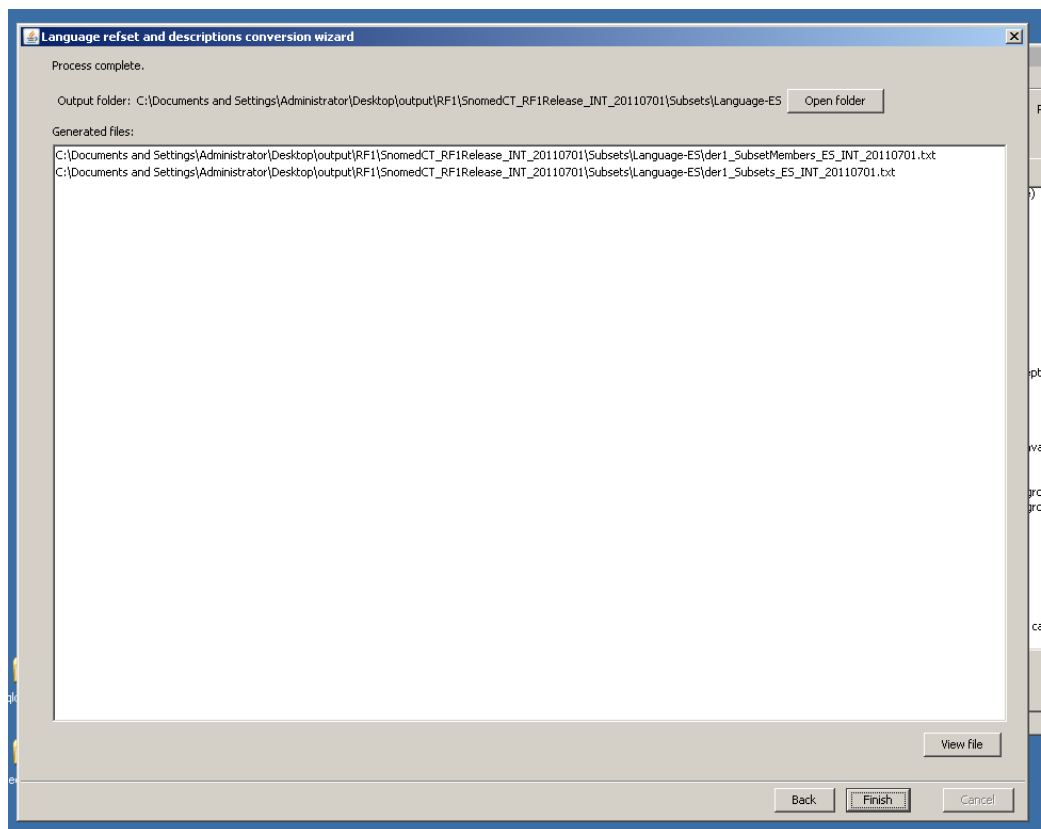 Language refset and descriptions conversion wizard
Process complete.
Output folder: C:\Documents and Settings\Administrator\Desktop\output\RF1\SnomedCT_RF1Release_INT_20110701\Subsets\Language-ES Open folder
Generated files:
C:\Documents and Settings\Administrator\Desktop\output\RF1\SnomedCT_RF1Release_INT_20110701\Subsets\Language-ES\der1_SubsetMembers_ES_INT_20110701.txt
C:\Documents and Settings\Administrator\Desktop\output\RF1\SnomedCT_RF1Release_INT_20110701\Subsets\Language-ES\der1_Subsets_ES_INT_20110701.txt
View file
Back Finish Cancel